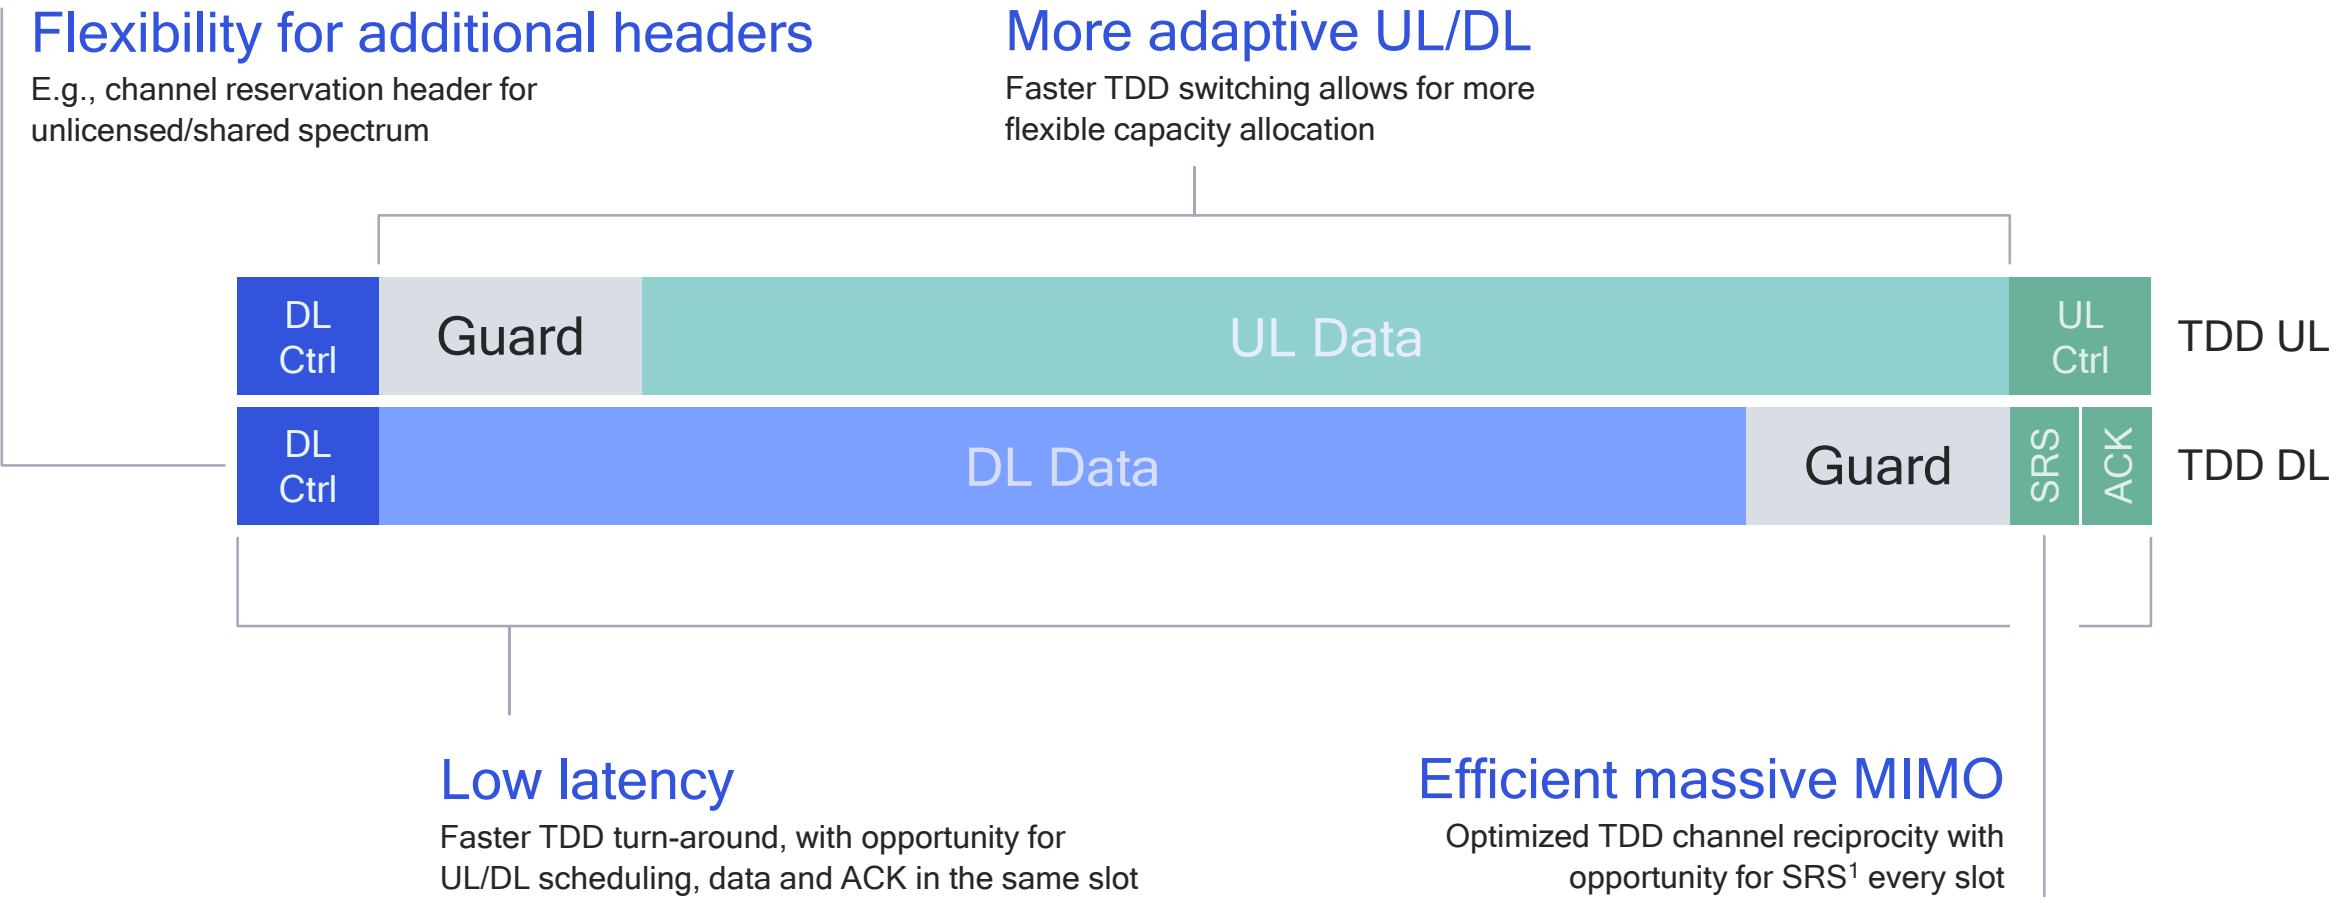 Flexibility for additional headers
E.g., channel reservation header for
unlicensed/shared spectrum
More adaptive UL/DL
Faster TDD switching allows for more
flexible capacity allocation
DL
Ctrl
Guard
UL Data
UL
Ctrl
TDD UL
DL
Ctrl
DL Data
Guard
SRS
ACK
TDD DL
Low latency
Faster TDD turn-around, with opportunity for
UL/DL scheduling, data and ACK in the same slot
Efficient massive MIMO
Optimized TDD channel reciprocity with
opportunity for SRS¹ every slot